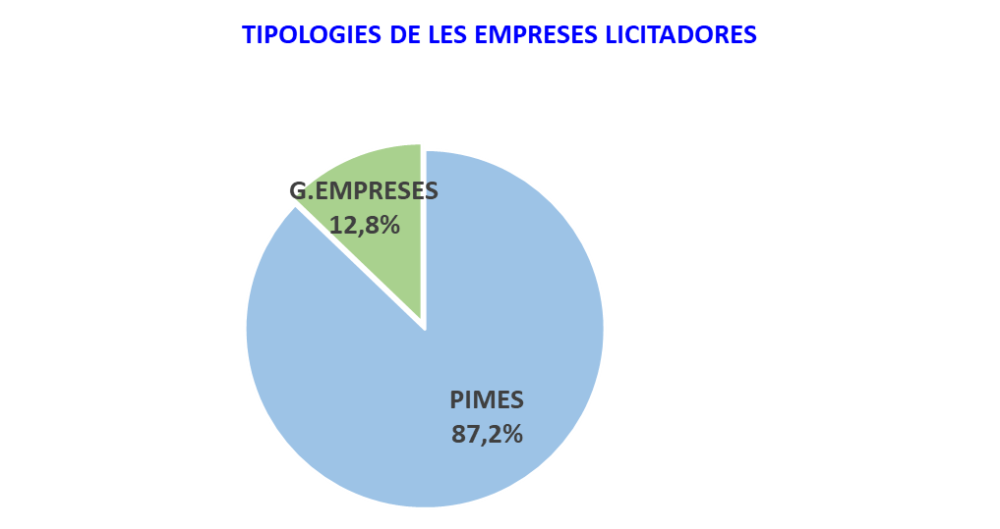 TIPOLOGIES DE LES EMPRESES LICITADORES
G.EMPRESES
12,8%
PIMES
87,2%